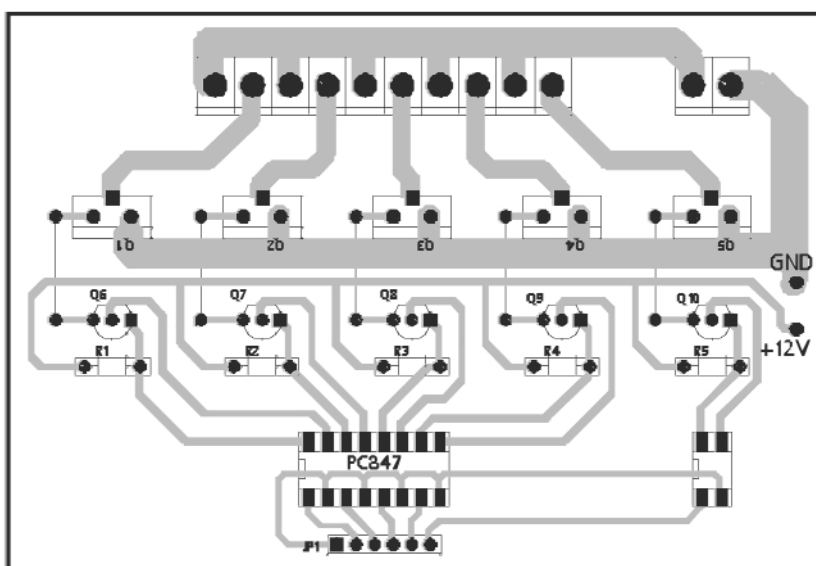 Q1 Q2 Q3 Q4 Q5
GND
Q6 Q7 Q8 Q9 Q10
+12V
R1 R2 R3 R4 R5
PC847
JP1